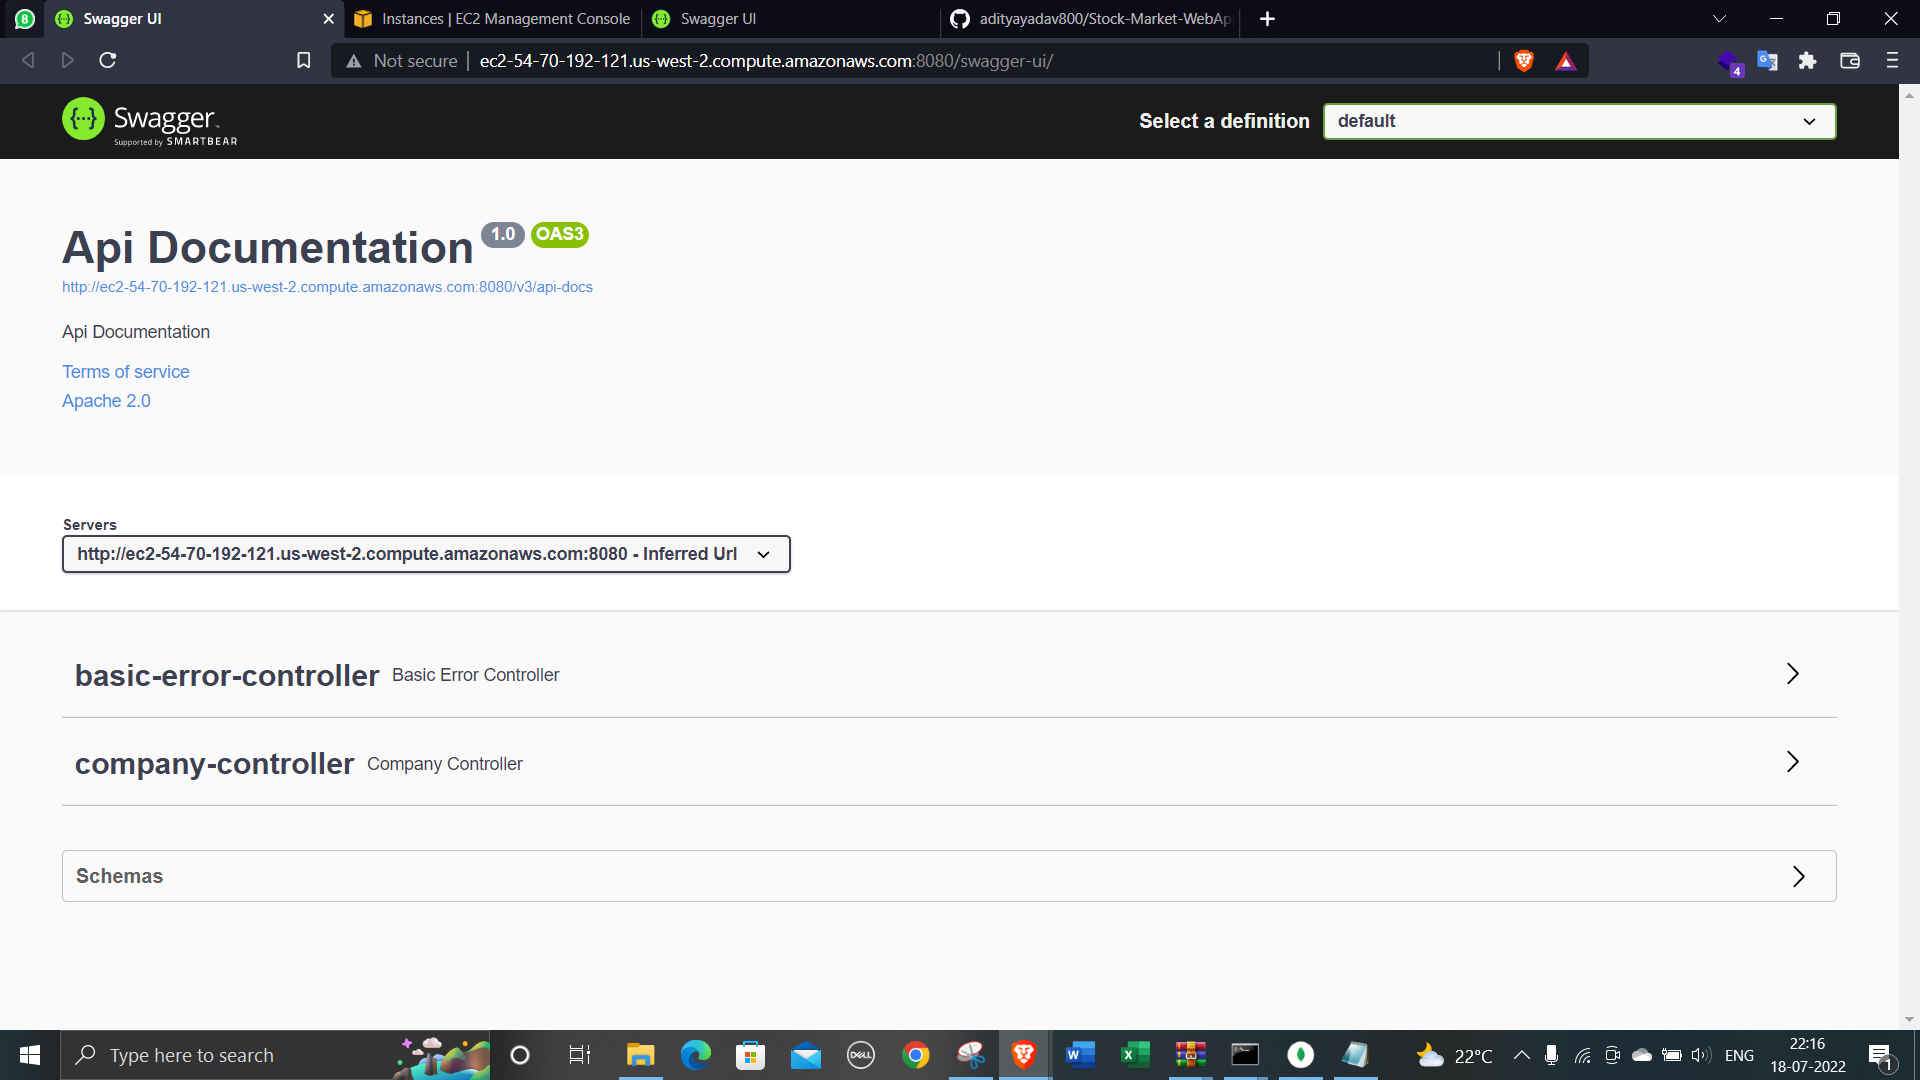 8
Swagger UI
Instances | EC2 Management Console
Swagger UI
adityayadav800/Stock-Market-WebAp
Not secure
ec2-54-70-192-121.us-west-2.compute.amazonaws.com:8080/swagger-ui/
4
Swagger
Supported by SMARTBEAR
Select a definition
default
Api Documentation 1.0 OAS3
http://ec2-54-70-192-121.us-west-2.compute.amazonaws.com:8080/v3/api-docs
Api Documentation
Terms of service
Apache 2.0
Servers
http://ec2-54-70-192-121.us-west-2.compute.amazonaws.com:8080 - Inferred Url
basic-error-controller Basic Error Controller
company-controller Company Controller
Schemas
Type here to search
DELL
22°C
ENG
22:16
18-07-2022
1